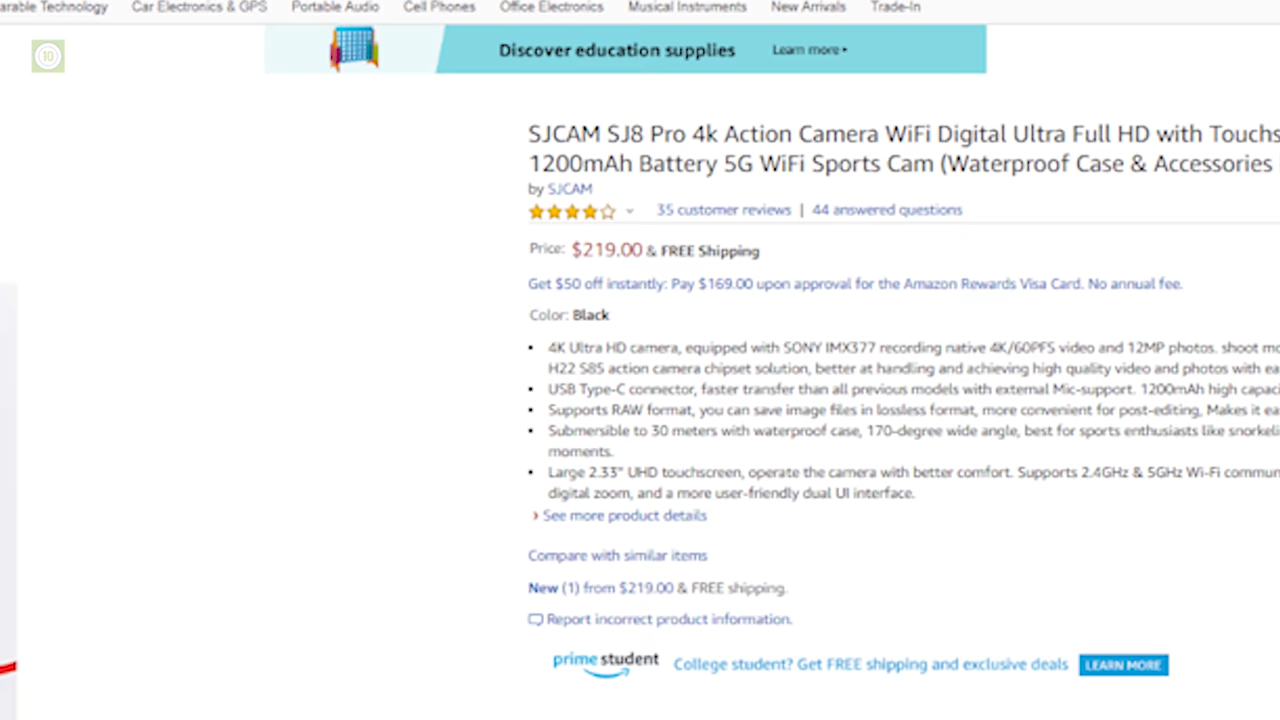 arable Technology Car Electronics & GPS Portable Audio Cell Phones Office Electronics Musical Instruments New Arrivals Trade-In
10
Discover education supplies Learn more
SJCAM SJ8 Pro 4k Action Camera WiFi Digital Ultra Full HD with Touchs
1200mAh Battery 5G WiFi Sports Cam (Waterproof Case & Accessories
by SJCAM
35 customer reviews | 44 answered questions
Price: $219.00 & FREE Shipping
Get $50 off instantly: Pay $169.00 upon approval for the Amazon Rewards Visa Card. No annual fee.
Color: Black
• 4K Ultra HD camera, equipped with SONY IMX377 recording native 4K/60PFS video and 12MP photos. shoot mo
H22 S85 action camera chipset solution, better at handling and achieving high quality video and photos with ea
• USB Type-C connector, faster transfer than all previous models with external Mic-support. 1200mAh high capaci
• Supports RAW format, you can save image files in lossless format, more convenient for post-editing, Makes it ea
• Submersible to 30 meters with waterproof case, 170-degree wide angle, best for sports enthusiasts like snorkeli
moments.
• Large 2.33" UHD touchscreen, operate the camera with better comfort. Supports 2.4GHz & 5GHz Wi-Fi commun
digital zoom, and a more user-friendly dual UI interface.
› See more product details
Compare with similar items
New (1) from $219.00 & FREE shipping.
Report incorrect product information.
prime student College student? Get FREE shipping and exclusive deals LEARN MORE